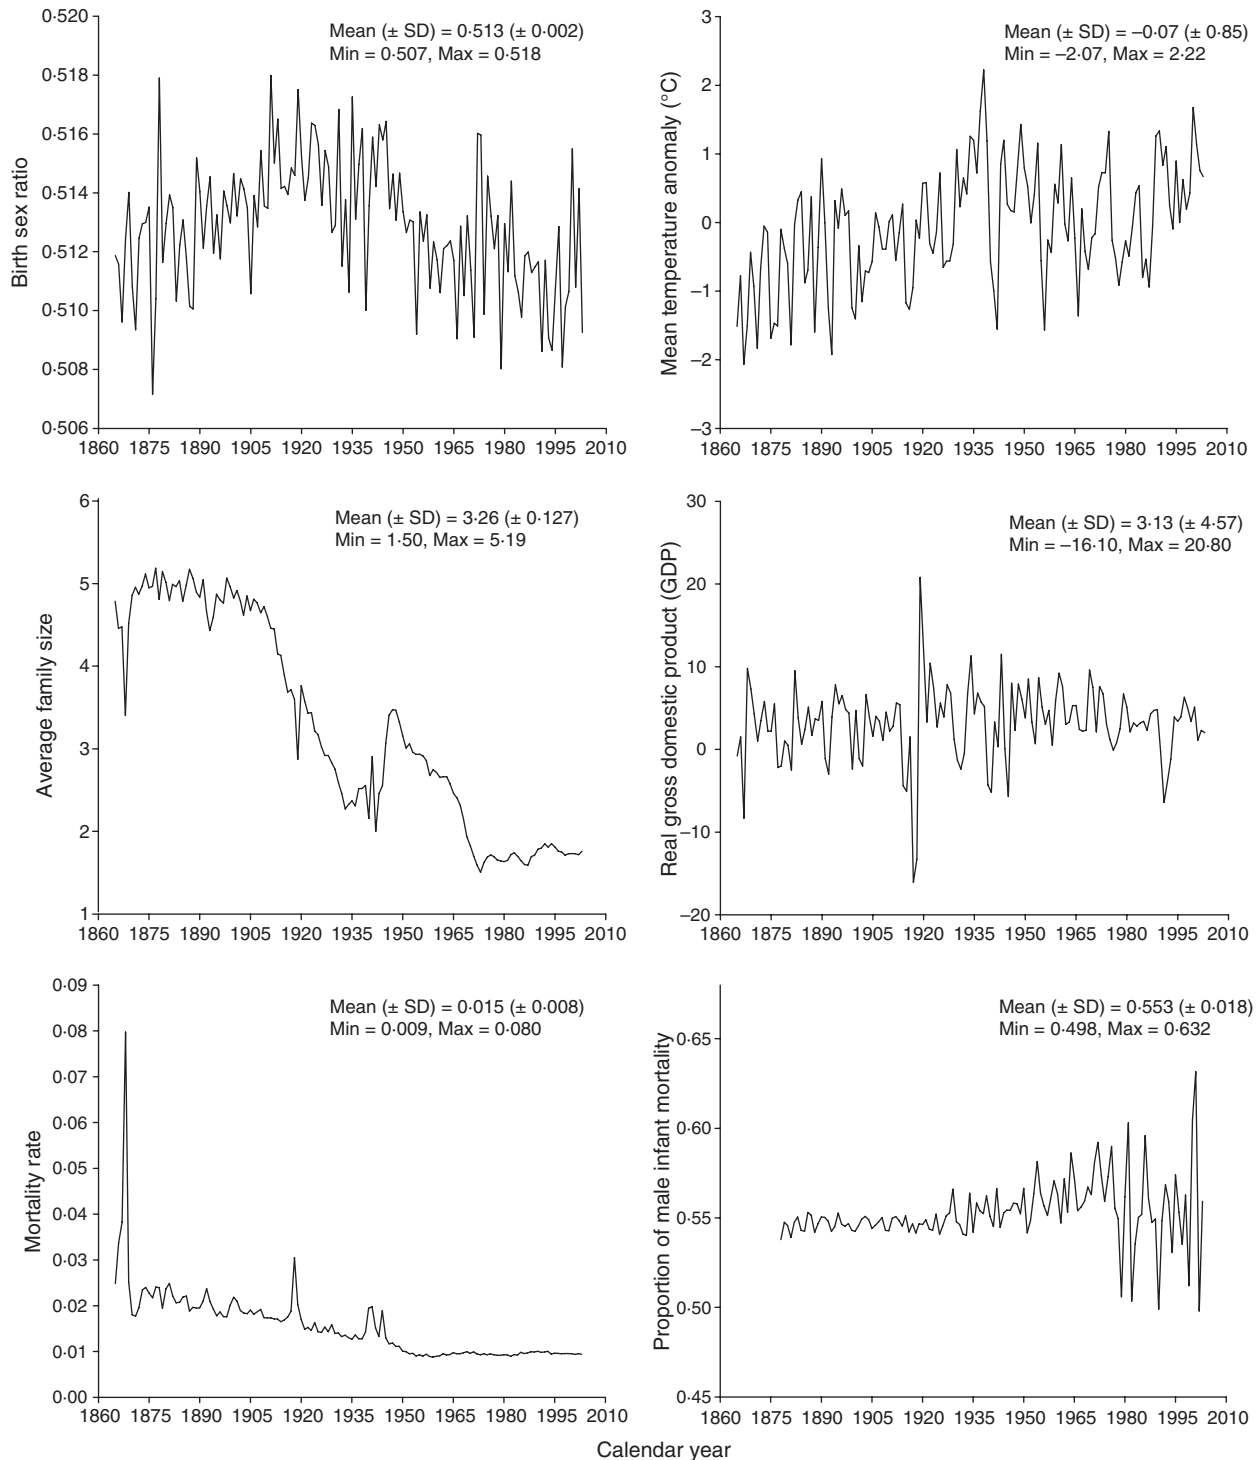 Mean (± SD) = 0·513 (± 0·002)
Min = 0·507, Max = 0·518
Birth sex ratio
0·520
0·518
0·516
0·514
0·512
0·510
0·508
0·506
1860 1875 1890 1905 1920 1935 1950 1965 1980 1995 2010
Mean (± SD) = –0·07 (± 0·85)
Min = –2·07, Max = 2·22
Mean temperature anomaly (°C)
3
2
1
0
–1
–2
–3
1860 1875 1890 1905 1920 1935 1950 1965 1980 1995 2010
Mean (± SD) = 3·26 (± 0·127)
Min = 1·50, Max = 5·19
Average family size
6
5
4
3
2
1
1860 1875 1890 1905 1920 1935 1950 1965 1980 1995 2010
Mean (± SD) = 3·13 (± 4·57)
Min = –16·10, Max = 20·80
Real gross domestic product (GDP)
30
20
10
0
–10
–20
1860 1875 1890 1905 1920 1935 1950 1965 1980 1995 2010
Mean (± SD) = 0·015 (± 0·008)
Min = 0·009, Max = 0·080
Mortality rate
0·09
0·08
0·07
0·06
0·05
0·04
0·03
0·02
0·01
0·00
1860 1875 1890 1905 1920 1935 1950 1965 1980 1995 2010
Mean (± SD) = 0·553 (± 0·018)
Min = 0·498, Max = 0·632
Proportion of male infant mortality
0·65
0·60
0·55
0·50
0·45
1860 1875 1890 1905 1920 1935 1950 1965 1980 1995 2010
Calendar year